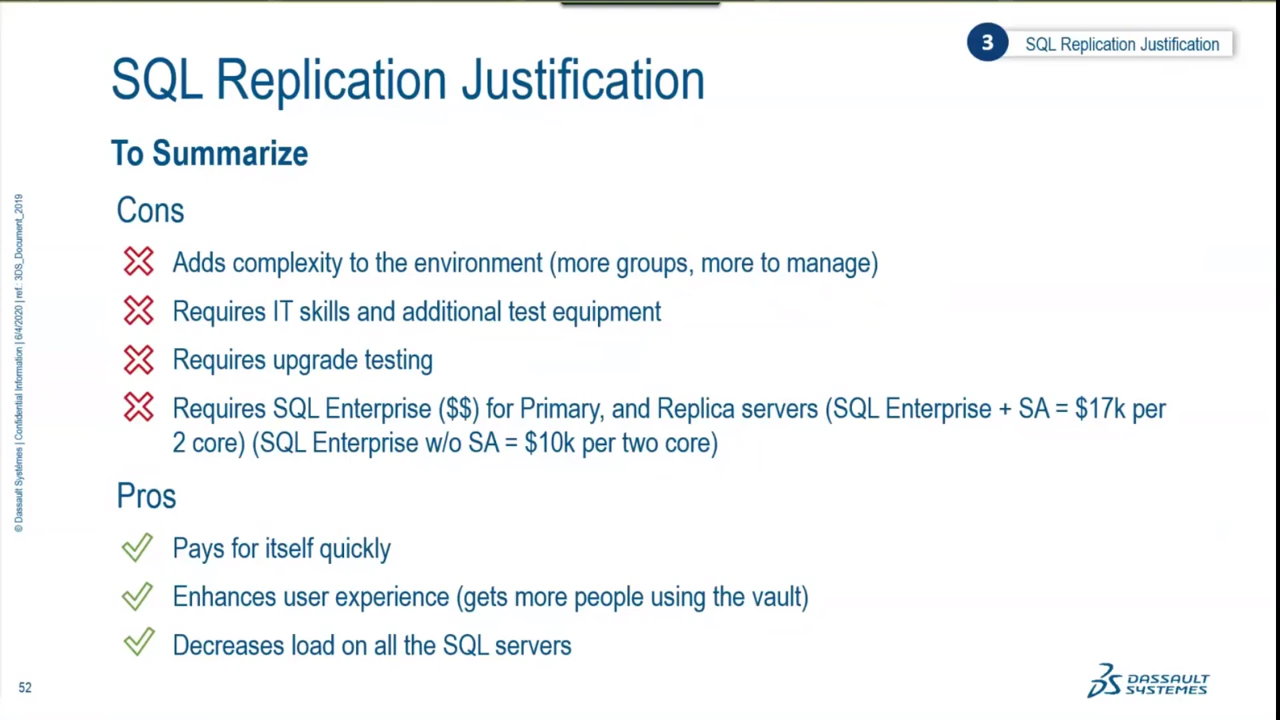 3 SQL Replication Justification
SQL Replication Justification
To Summarize
Cons
Adds complexity to the environment (more groups, more to manage)
Requires IT skills and additional test equipment
Requires upgrade testing
Requires SQL Enterprise ($$) for Primary, and Replica servers (SQL Enterprise + SA = $17k per
2 core) (SQL Enterprise w/o SA = $10k per two core)
Pros
Pays for itself quickly
Enhances user experience (gets more people using the vault)
Decreases load on all the SQL servers
© Dassault Systèmes | Confidential Information | 6/4/2020 | ref.: 3DS_Document_2019
52
DASSAULT
SYSTEMES